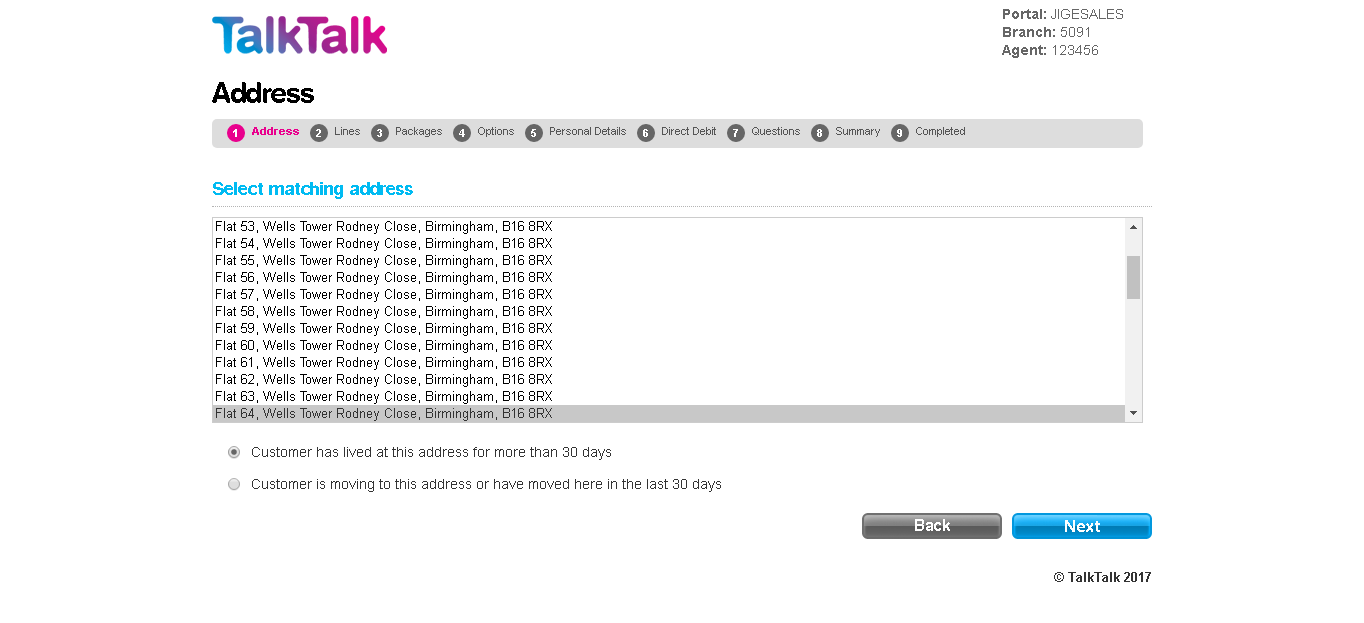 TalkTalk
Portal: JIGESALES
Branch: 5091
Agent: 123456
Address
1 Address 2 Lines 3 Packages 4 Options 5 Personal Details 6 Direct Debit 7 Questions 8 Summary 9 Completed
Select matching address
Flat 53, Wells Tower Rodney Close, Birmingham, B16 8RX
Flat 54, Wells Tower Rodney Close, Birmingham, B16 8RX
Flat 55, Wells Tower Rodney Close, Birmingham, B16 8RX
Flat 56, Wells Tower Rodney Close, Birmingham, B16 8RX
Flat 57, Wells Tower Rodney Close, Birmingham, B16 8RX
Flat 58, Wells Tower Rodney Close, Birmingham, B16 8RX
Flat 59, Wells Tower Rodney Close, Birmingham, B16 8RX
Flat 60, Wells Tower Rodney Close, Birmingham, B16 8RX
Flat 61, Wells Tower Rodney Close, Birmingham, B16 8RX
Flat 62, Wells Tower Rodney Close, Birmingham, B16 8RX
Flat 63, Wells Tower Rodney Close, Birmingham, B16 8RX
Flat 64, Wells Tower Rodney Close, Birmingham, B16 8RX
Customer has lived at this address for more than 30 days
Customer is moving to this address or have moved here in the last 30 days
Back Next
© TalkTalk 2017